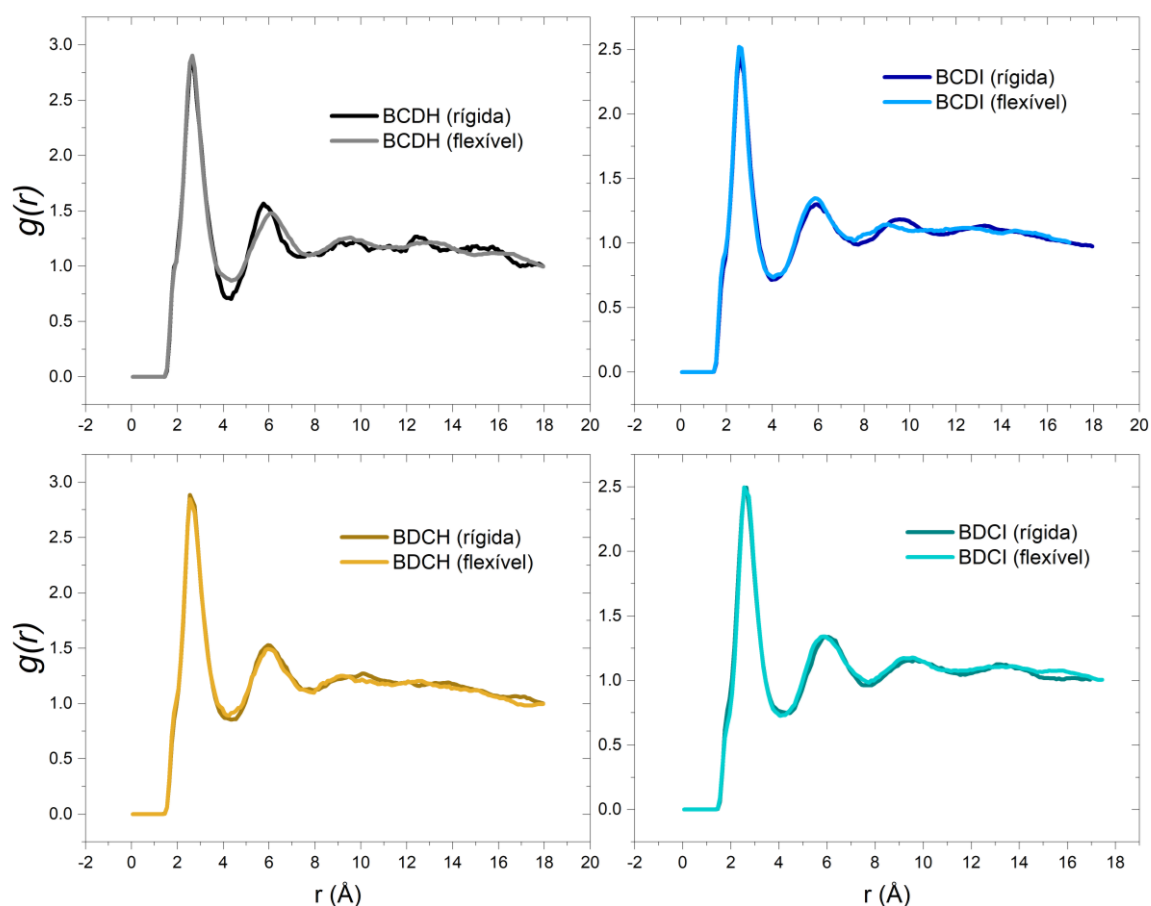 3.0
2.5
2.0
1.5
1.0
0.5
0.0
g(r)
BCDH (rígida)
BCDH (flexível)
-2 0 2 4 6 8 10 12 14 16 18 20
2.5
2.0
1.5
1.0
0.5
0.0
BCDI (rígida)
BCDI (flexível)
-2 0 2 4 6 8 10 12 14 16 18 20
3.0
2.5
2.0
1.5
1.0
0.5
0.0
g(r)
BDCH (rígida)
BDCH (flexível)
-2 0 2 4 6 8 10 12 14 16 18 20
r (Å)
2.5
2.0
1.5
1.0
0.5
0.0
BDCI (rígida)
BDCI (flexível)
-2 0 2 4 6 8 10 12 14 16 18
r (Å)